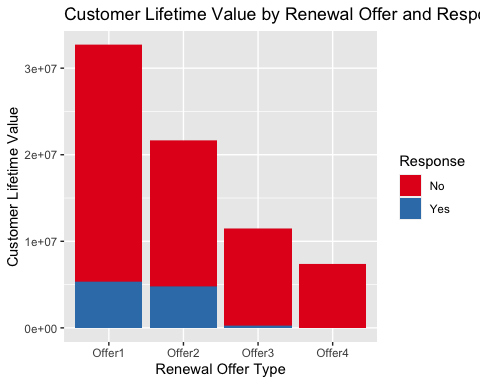 Customer Lifetime Value by Renewal Offer and Respo
Customer Lifetime Value
3e+07
2e+07
1e+07
0e+00
Offer1 Offer2 Offer3 Offer4
Renewal Offer Type
Response
No
Yes